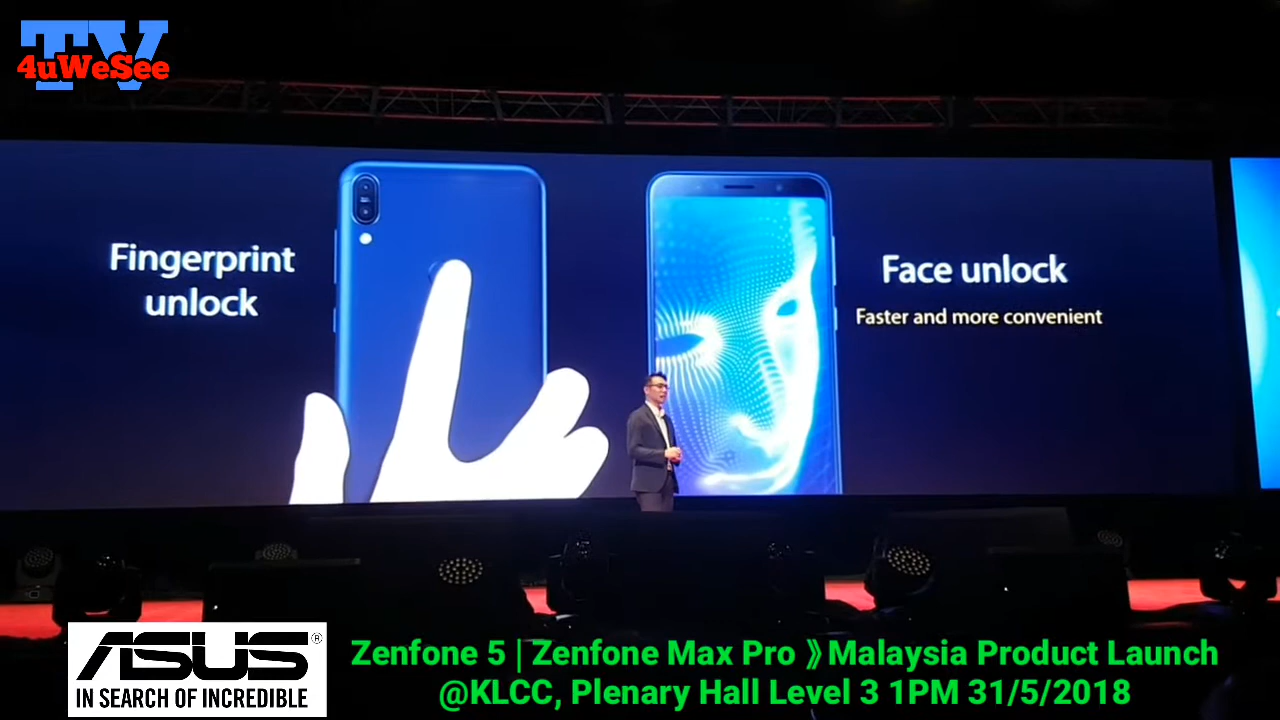 TV
4uWeSee
Fingerprint
unlock
Face unlock
Faster and more convenient
ASUS®
IN SEARCH OF INCREDIBLE
Zenfone 5 | Zenfone Max Pro 》Malaysia Product Launch
@KLCC, Plenary Hall Level 3 1PM 31/5/2018